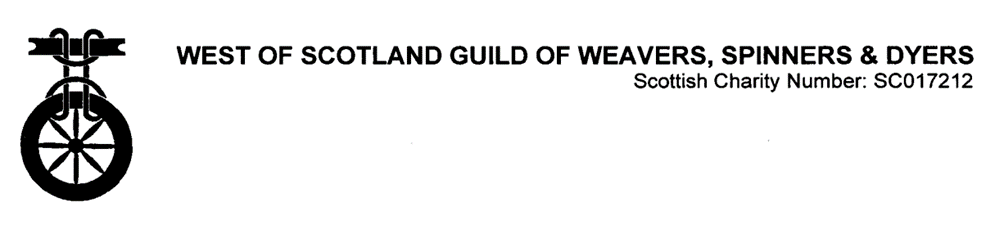 WEST OF SCOTLAND GUILD OF WEAVERS, SPINNERS & DYERS
Scottish Charity Number: SC017212